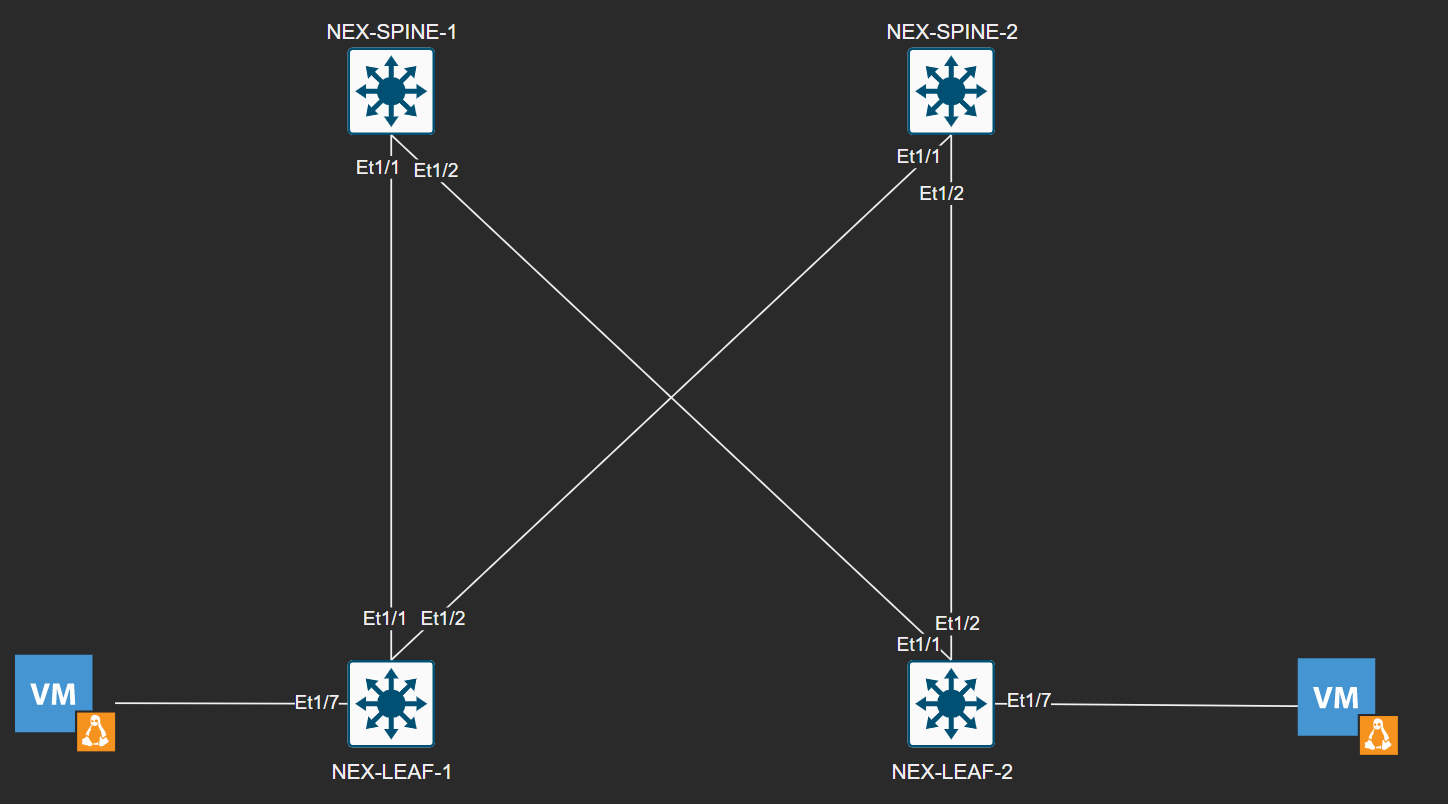 NEX-SPINE-1
NEX-SPINE-2
Et1/1
Et1/2
Et1/1
Et1/2
Et1/1
Et1/2
Et1/2
Et1/1
VM
Et1/7
Et1/7
VM
NEX-LEAF-1
NEX-LEAF-2